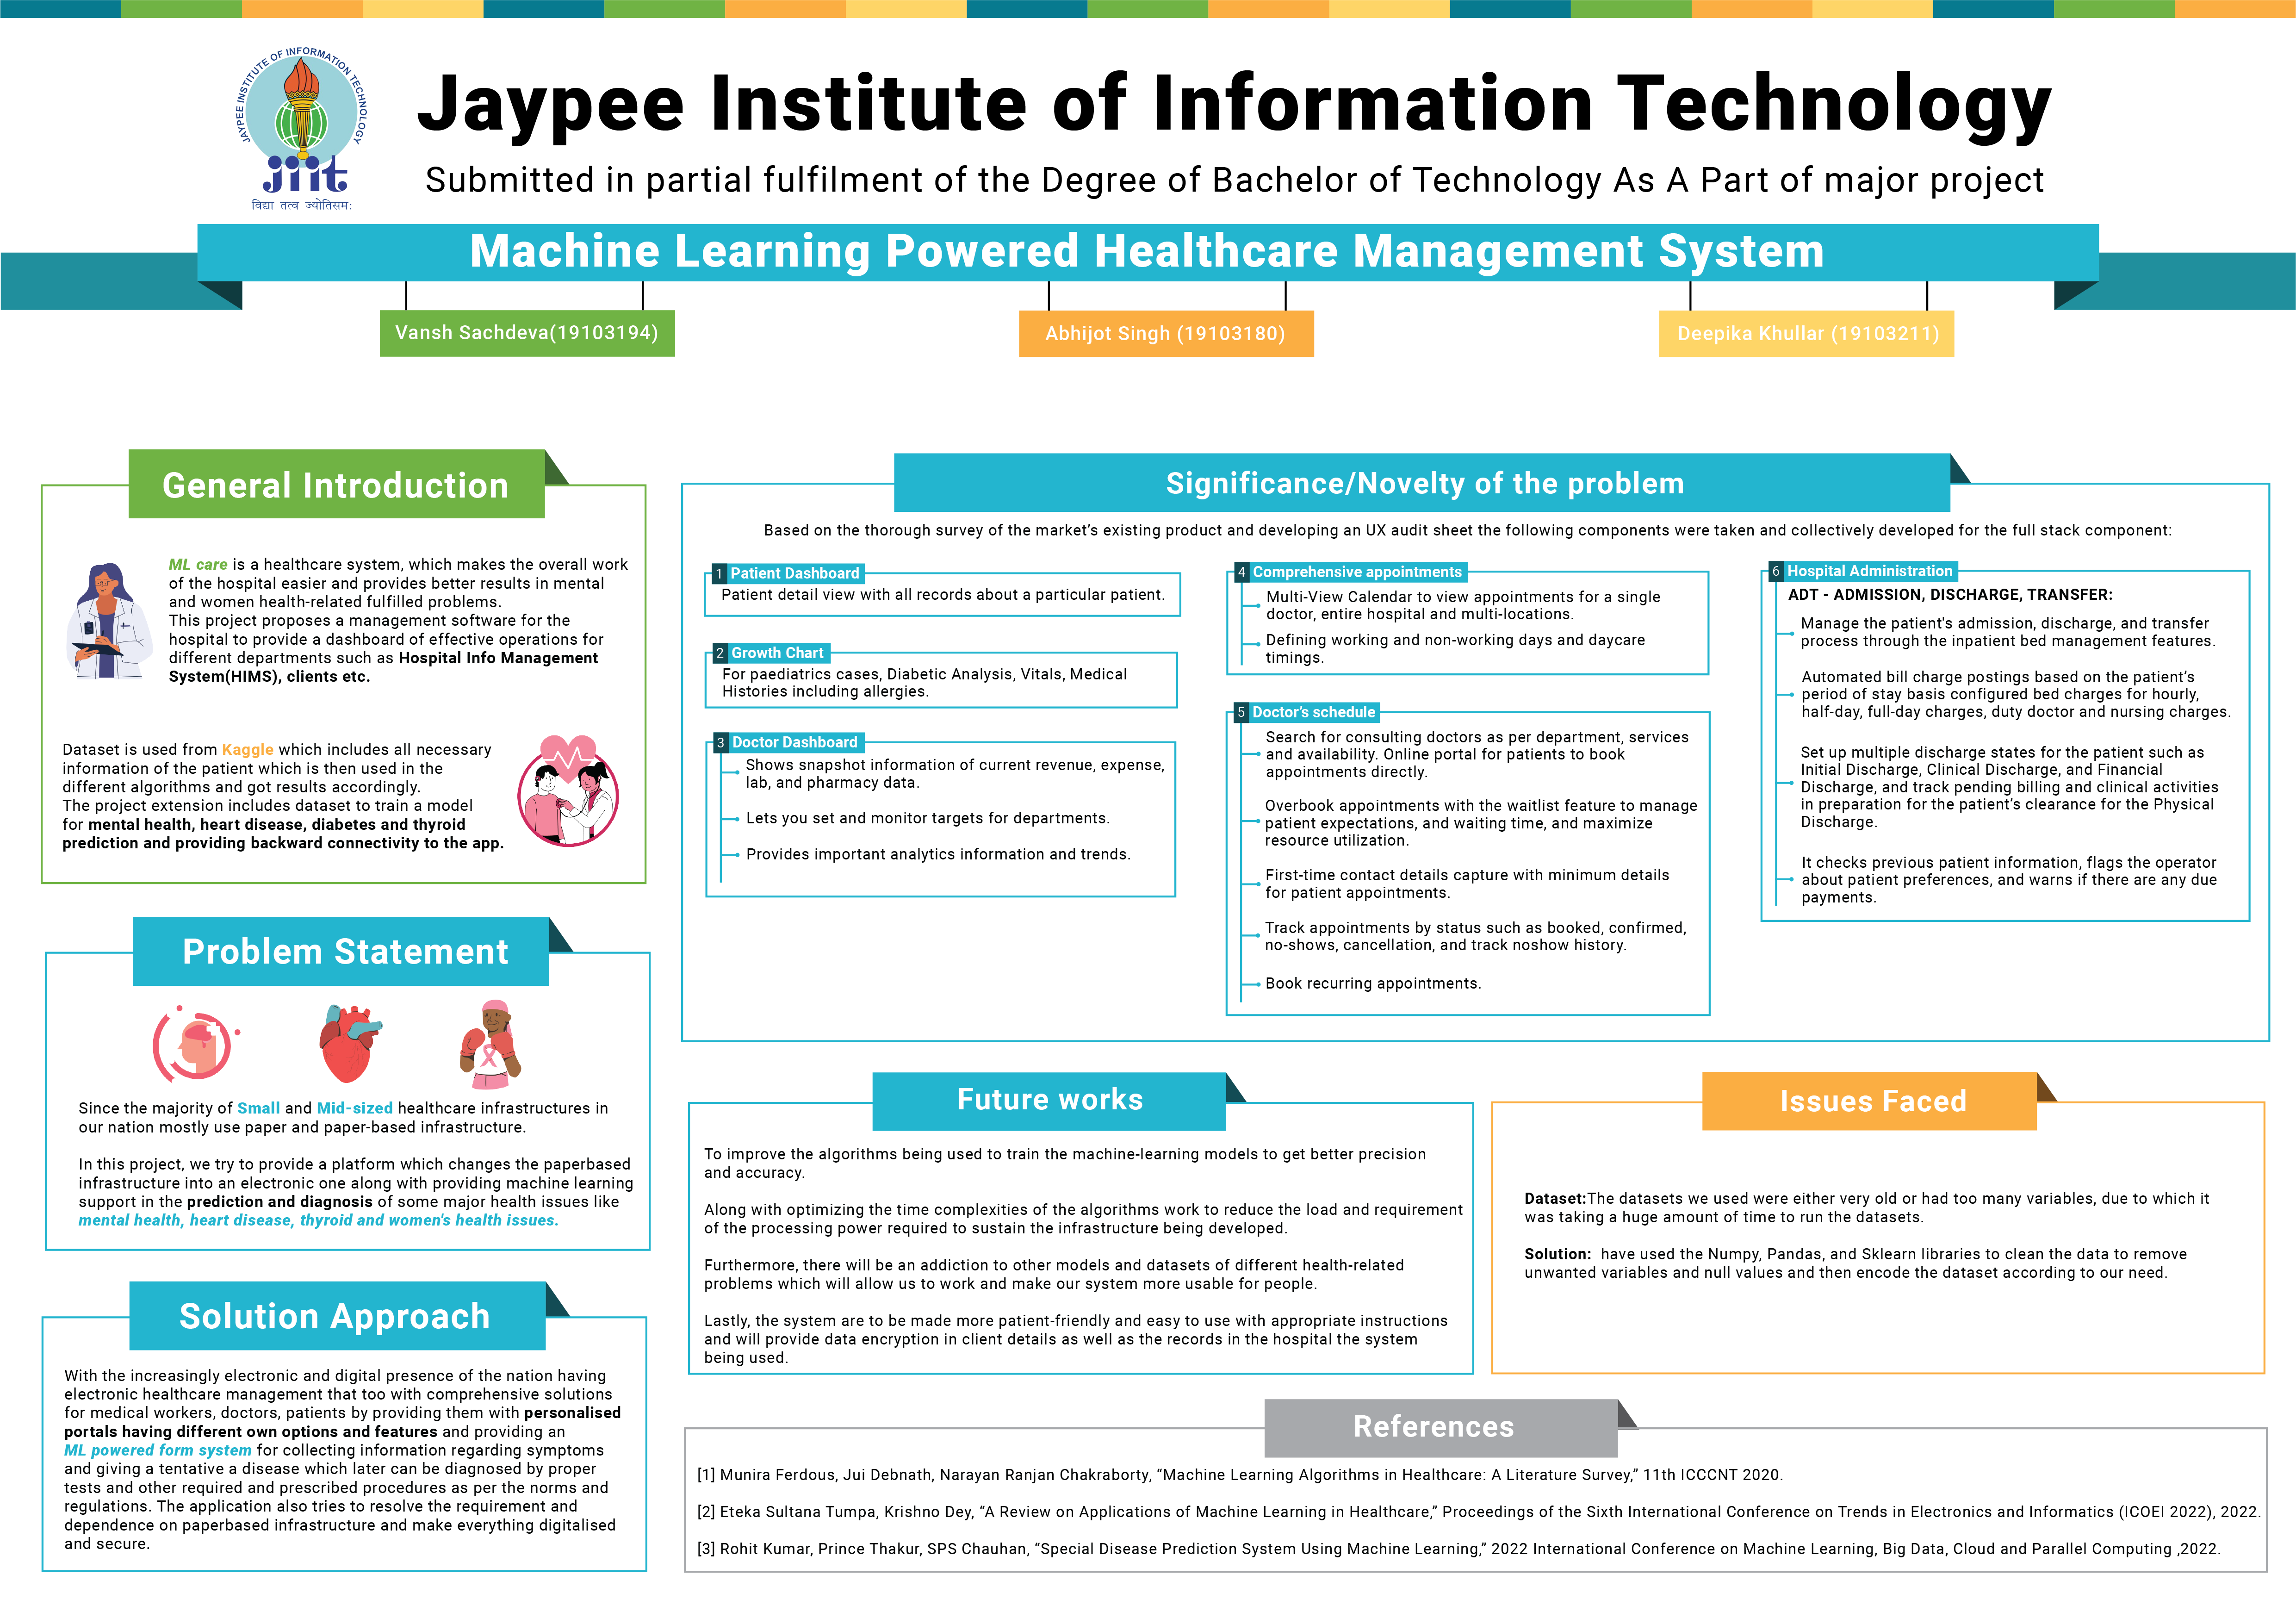 JAYPEE INSTITUTE OF INFORMATION TECHNOLOGY
jiit
विद्या तत्व ज्योतिसम:
Jaypee Institute of Information Technology
Submitted in partial fulfilment of the Degree of Bachelor of Technology As A Part of major project
Machine Learning Powered Healthcare Management System
Vansh Sachdeva(19103194)
Abhijot Singh (19103180)
Deepika Khullar (19103211)
General Introduction
ML care is a healthcare system, which makes the overall work
of the hospital easier and provides better results in mental
and women health-related fulfilled problems.
This project proposes a management software for the
hospital to provide a dashboard of effective operations for
different departments such as Hospital Info Management
System(HIMS), clients etc.
Dataset is used from Kaggle which includes all necessary
information of the patient which is then used in the
different algorithms and got results accordingly.
The project extension includes dataset to train a model
for mental health, heart disease, diabetes and thyroid
prediction and providing backward connectivity to the app.
Problem Statement
Since the majority of Small and Mid-sized healthcare infrastructures in
our nation mostly use paper and paper-based infrastructure.
In this project, we try to provide a platform which changes the paperbased
infrastructure into an electronic one along with providing machine learning
support in the prediction and diagnosis of some major health issues like
mental health, heart disease, thyroid and women's health issues.
Solution Approach
With the increasingly electronic and digital presence of the nation having
electronic healthcare management that too with comprehensive solutions
for medical workers, doctors, patients by providing them with personalised
portals having different own options and features and providing an
ML powered form system for collecting information regarding symptoms
and giving a tentative a disease which later can be diagnosed by proper
tests and other required and prescribed procedures as per the norms and
regulations. The application also tries to resolve the requirement and
dependence on paperbased infrastructure and make everything digitalised
and secure.
Significance/Novelty of the problem
Based on the thorough survey of the market's existing product and developing an UX audit sheet the following components were taken and collectively developed for the full stack component:
1 Patient Dashboard
Patient detail view with all records about a particular patient.
2 Growth Chart
For paediatrics cases, Diabetic Analysis, Vitals, Medical
Histories including allergies.
3 Doctor Dashboard
Shows snapshot information of current revenue, expense,
lab, and pharmacy data.
Lets you set and monitor targets for departments.
Provides important analytics information and trends.
4 Comprehensive appointments
Multi-View Calendar to view appointments for a single
doctor, entire hospital and multi-locations.
Defining working and non-working days and daycare
timings.
5 Doctor's schedule
Search for consulting doctors as per department, services
and availability. Online portal for patients to book
appointments directly.
Overbook appointments with the waitlist feature to manage
patient expectations, and waiting time, and maximize
resource utilization.
First-time contact details capture with minimum details
for patient appointments.
Track appointments by status such as booked, confirmed,
no-shows, cancellation, and track noshow history.
Book recurring appointments.
6 Hospital Administration
ADT - ADMISSION, DISCHARGE, TRANSFER:
Manage the patient's admission, discharge, and transfer
process through the inpatient bed management features.
Automated bill charge postings based on the patient's
period of stay basis configured bed charges for hourly,
half-day, full-day charges, duty doctor and nursing charges.
Set up multiple discharge states for the patient such as
Initial Discharge, Clinical Discharge, and Financial
Discharge, and track pending billing and clinical activities
in preparation for the patient's clearance for the Physical
Discharge.
It checks previous patient information, flags the operator
about patient preferences, and warns if there are any due
payments.
Future works
To improve the algorithms being used to train the machine-learning models to get better precision
and accuracy.
Along with optimizing the time complexities of the algorithms work to reduce the load and requirement
of the processing power required to sustain the infrastructure being developed.
Furthermore, there will be an addiction to other models and datasets of different health-related
problems which will allow us to work and make our system more usable for people.
Lastly, the system are to be made more patient-friendly and easy to use with appropriate instructions
and will provide data encryption in client details as well as the records in the hospital the system
being used.
Issues Faced
Dataset:The datasets we used were either very old or had too many variables, due to which it
was taking a huge amount of time to run the datasets.
Solution: have used the Numpy, Pandas, and Sklearn libraries to clean the data to remove
unwanted variables and null values and then encode the dataset according to our need.
References
[1] Munira Ferdous, Jui Debnath, Narayan Ranjan Chakraborty, “Machine Learning Algorithms in Healthcare: A Literature Survey,” 11th ICCCNT 2020.
[2] Eteka Sultana Tumpa, Krishno Dey, “A Review on Applications of Machine Learning in Healthcare,” Proceedings of the Sixth International Conference on Trends in Electronics and Informatics (ICOEI 2022), 2022.
[3] Rohit Kumar, Prince Thakur, SPS Chauhan, “Special Disease Prediction System Using Machine Learning,” 2022 International Conference on Machine Learning, Big Data, Cloud and Parallel Computing ,2022.